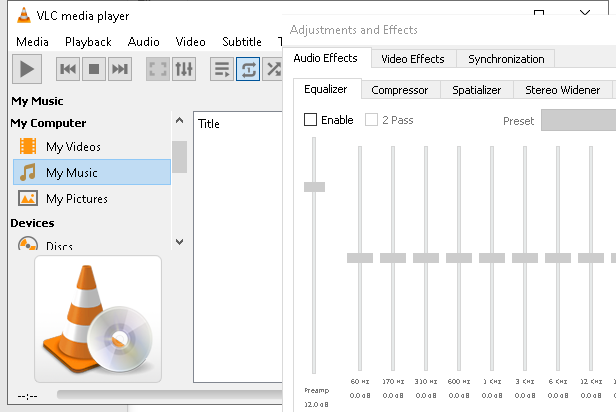 VLC media player
Adjustments and Effects
Media Playback Audio Video Subtitle
Audio Effects Video Effects Synchronization
Equalizer Compressor Spatializer Stereo Widener
My Music
My Computer
Title
Enable 2 Pass Preset
My Videos
My Music
My Pictures
Devices
Discs
60 Hz 170 Hz 310 Hz 600 Hz 1 KHz 3 KHz 6 KHz 12 KHz
Preamp
0.0 dB 0.0 dB 0.0 dB 0.0 dB 0.0 dB 0.0 dB 0.0 dB 0.0 dB
12.0 dB
--:--